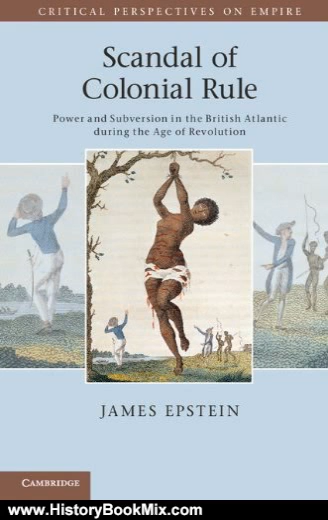 CRITICAL PERSPECTIVES ON EMPIRE
Scandal of
Colonial Rule
Power and Subversion in the British Atlantic
during the Age of Revolution
JAMES EPSTEIN
CAMBRIDGE
www.HistoryBookMix.com